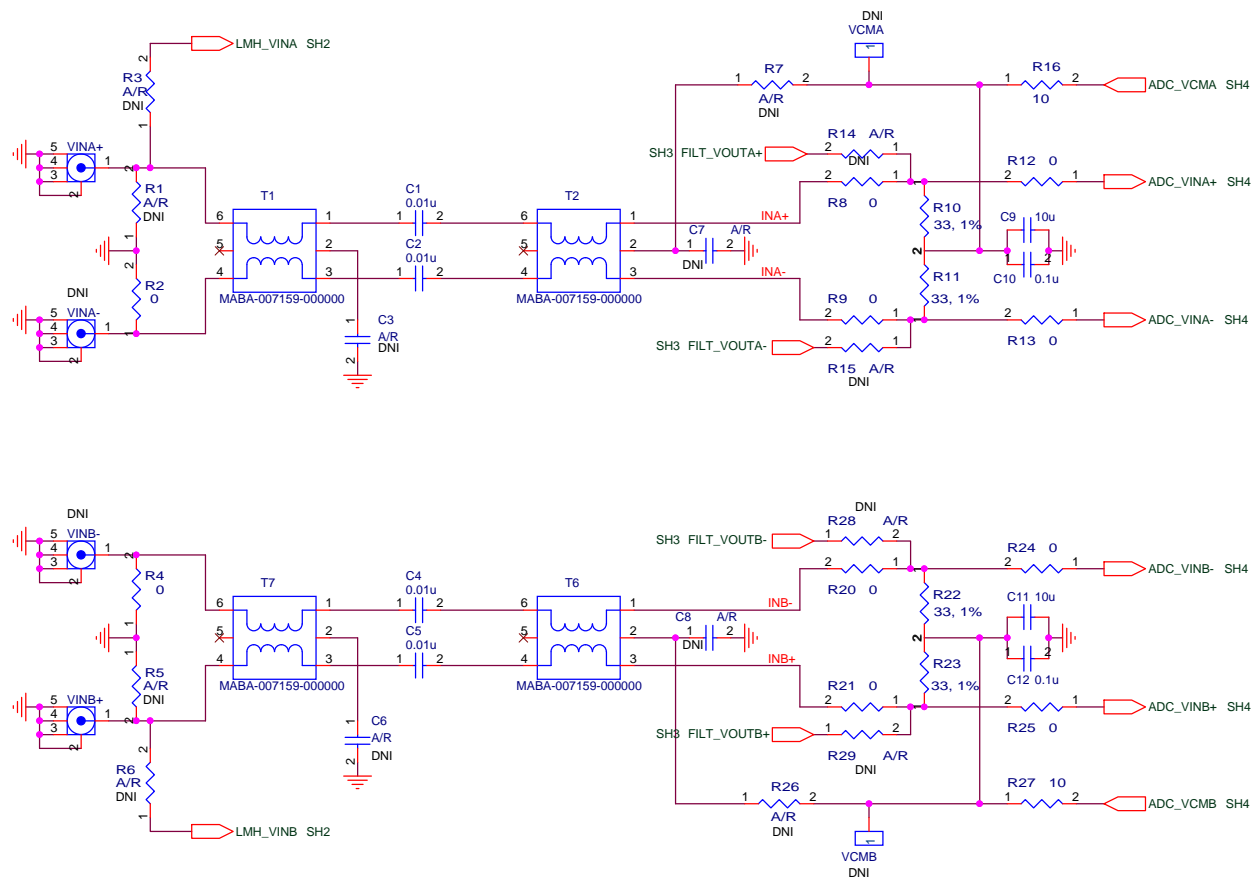 DNI
VCMA
1
LMH_VINA SH2
2
R3
A/R
DNI
1
1
R7
2
A/R
DNI
1
R16
2
10
ADC_VCMA SH4
R14 A/R
SH3 FILT_VOUTA+
2
1
DNI
R12 0
5
VINA+
4
1
3
2
2
R1
A/R
DNI
1
2
1
R8 0
1
2
1
ADC_VINA+ SH4
T1
C1
0.01u
T2
6
1
1
2
6
1
INA+
R10
33, 1%
C9
10u
5
2
C2
0.01u
5
2
C7
A/R
1
2
DNI
2
1
2
C10
0.1u
4
3
1
2
4
3
INA-
MABA-007159-000000
MABA-007159-000000
2
R2
0
1
DNI
5
VINA-
4
1
3
2
R11
33, 1%
R9 0
2
1
1
2
1
ADC_VINA- SH4
R13 0
1
C3
A/R
DNI
2
SH3 FILT_VOUTA-
2
1
R15 A/R
DNI
DNI
5
VINB-
4
1
3
2
2
R4
0
1
DNI
R28 A/R
SH3 FILT_VOUTB-
1
2
R24 0
2
1
R20 0
1
2
1
ADC_VINB- SH4
T7
C4
0.01u
T6
6
1
1
2
6
1
INB-
R22
33, 1%
C11
10u
5
2
C5
0.01u
5
2
C8
A/R
1
2
DNI
2
1
2
C12
0.1u
4
3
1
2
4
3
INB+
MABA-007159-000000
MABA-007159-000000
1
R5
A/R
DNI
2
5
VINB+
4
1
3
2
R23
33, 1%
R21 0
2
1
1
2
1
ADC_VINB+ SH4
R25 0
1
C6
A/R
DNI
2
SH3 FILT_VOUTB+
1
2
R29 A/R
DNI
2
R6
A/R
DNI
1
LMH_VINB SH2
1
R26
2
A/R
DNI
R27 10
1
2
ADC_VCMB SH4
1
VCMB
DNI